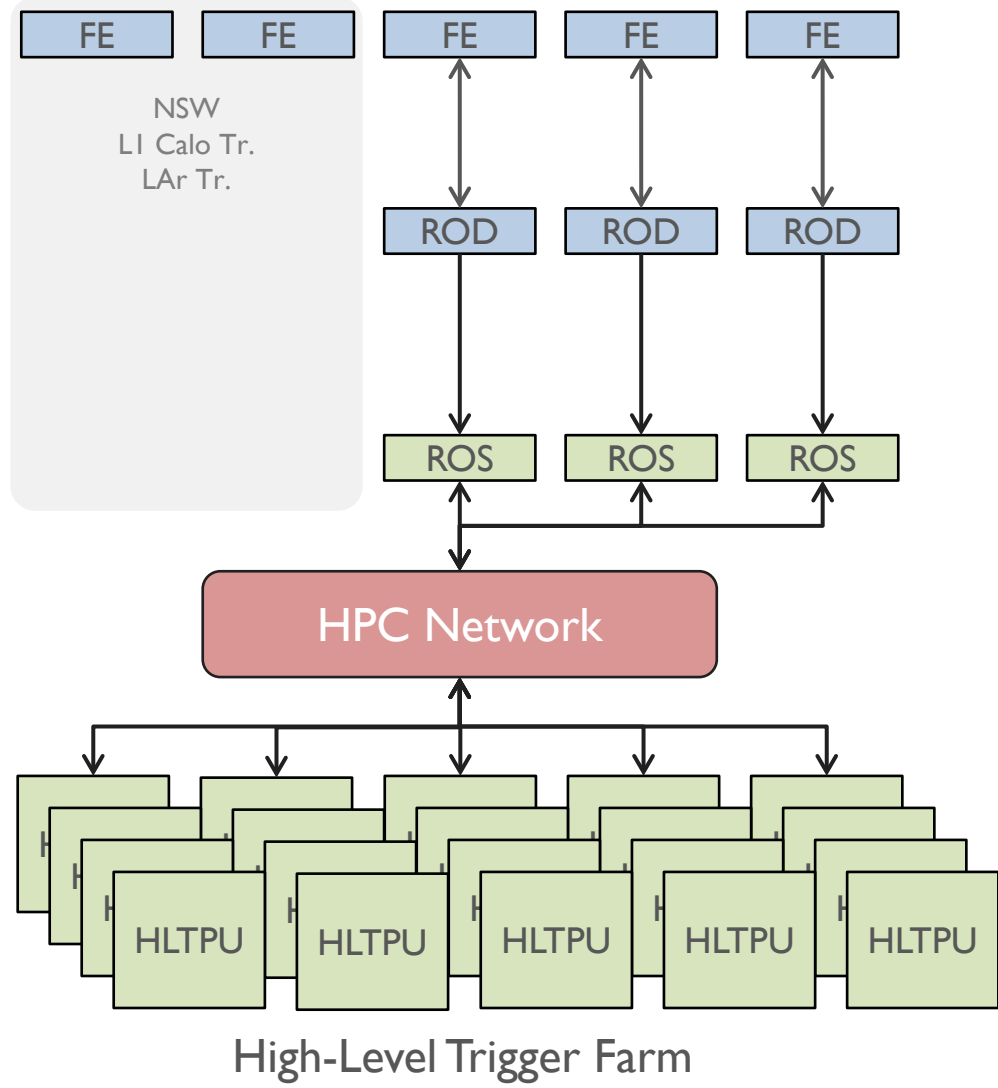 FE FE FE FE FE
NSW
L1 Calo Tr.
LAr Tr.
ROD ROD ROD
ROS ROS ROS
HPC Network
HLTPU HLTPU HLTPU HLTPU HLTPU
High-Level Trigger Farm